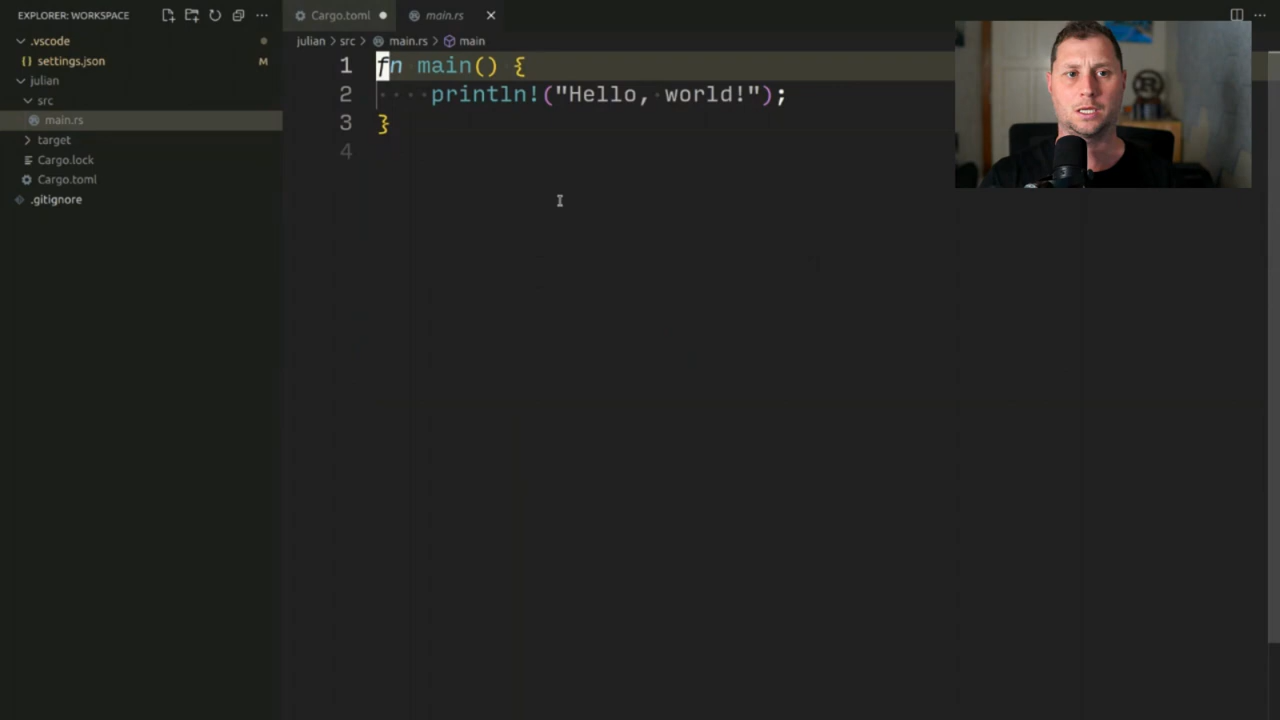 EXPLORER: WORKSPACE
.vscode
{} settings.json M
julian
src
main.rs
target
Cargo.lock
Cargo.toml
.gitignore
Cargo.toml main.rs
julian > src > main.rs > main
1 fn main() {
2 ····println!("Hello,·world!");
3 }
4